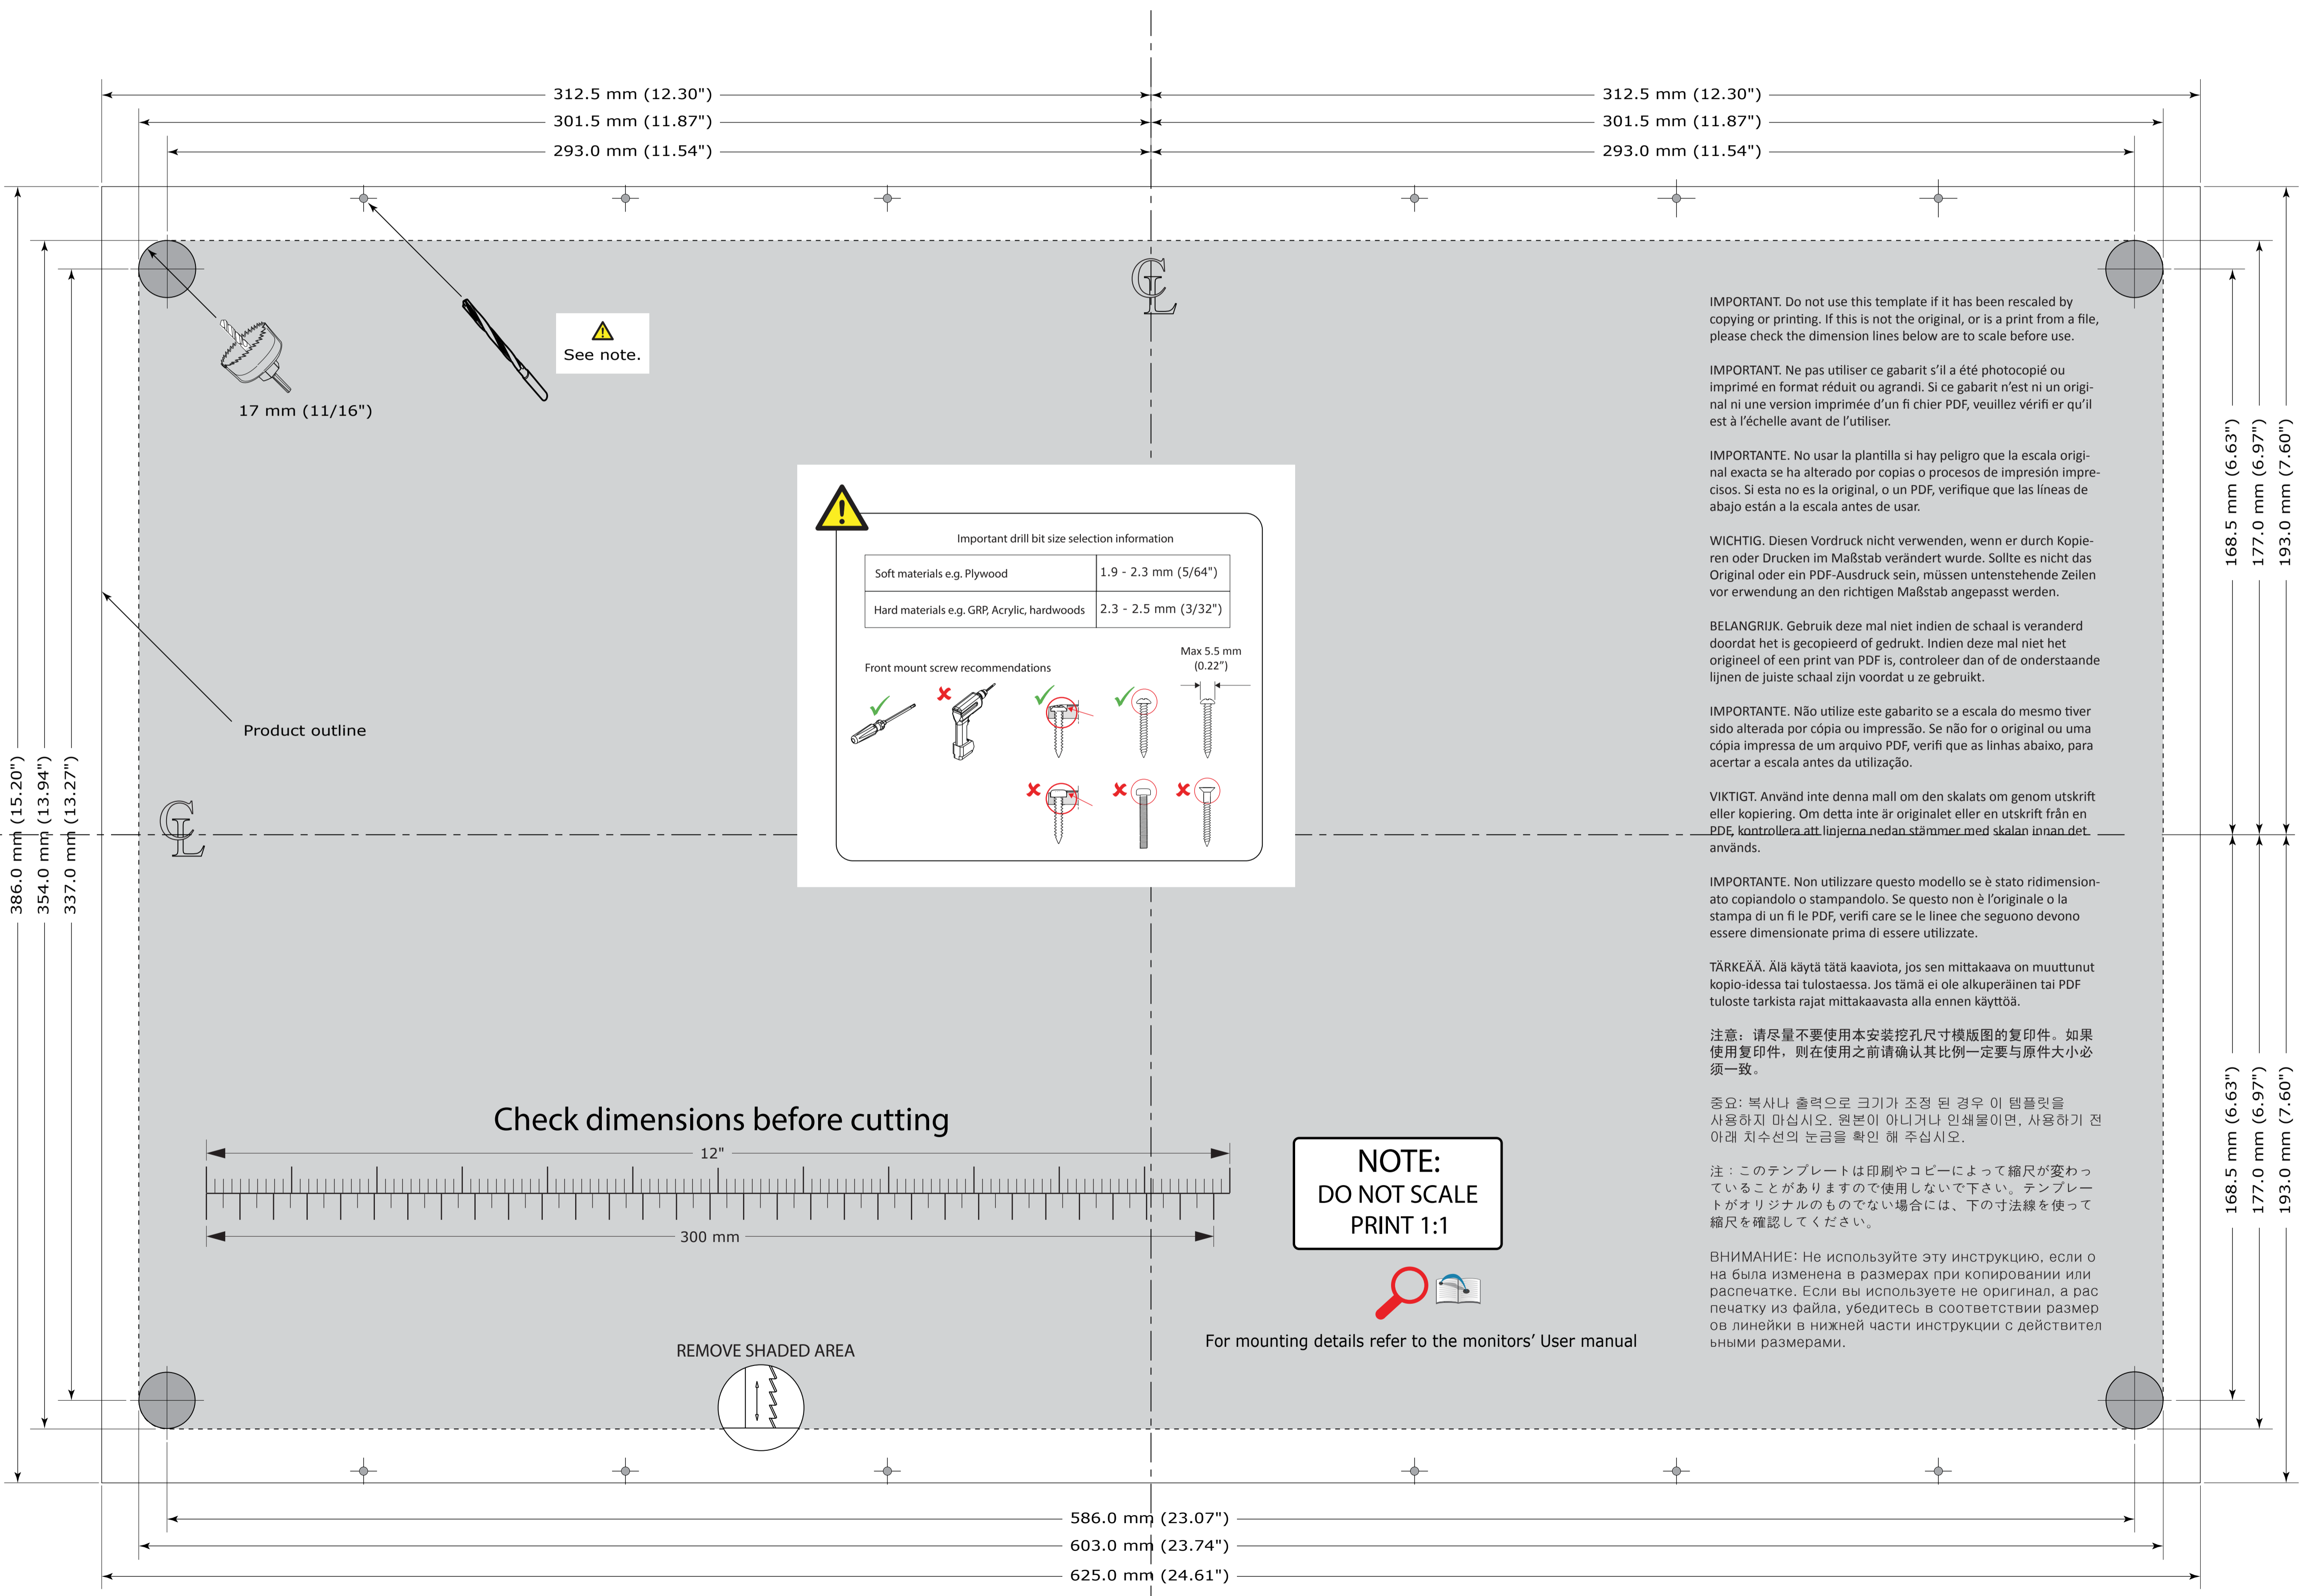 312.5 mm (12.30")
312.5 mm (12.30")
301.5 mm (11.87")
301.5 mm (11.87")
293.0 mm (11.54")
293.0 mm (11.54")
CL
See note.
17 mm (11/16")
Product outline
386.0 mm (15.20")
354.0 mm (13.94")
337.0 mm (13.27")
CL
Important drill bit size selection information
Soft materials e.g. Plywood
1.9 - 2.3 mm (5/64")
Hard materials e.g. GRP, Acrylic, hardwoods
2.3 - 2.5 mm (3/32")
Front mount screw recommendations
Max 5.5 mm
(0.22”)
IMPORTANT. Do not use this template if it has been rescaled by
copying or printing. If this is not the original, or is a print from a file,
please check the dimension lines below are to scale before use.
IMPORTANT. Ne pas utiliser ce gabarit s’il a été photocopié ou
imprimé en format réduit ou agrandi. Si ce gabarit n’est ni un origi-
nal ni une version imprimée d’un fi chier PDF, veuillez vérifi er qu’il
est à l’échelle avant de l’utiliser.
IMPORTANTE. No usar la plantilla si hay peligro que la escala origi-
nal exacta se ha alterado por copias o procesos de impresión impre-
cisos. Si esta no es la original, o un PDF, verifique que las líneas de
abajo están a la escala antes de usar.
WICHTIG. Diesen Vordruck nicht verwenden, wenn er durch Kopie-
ren oder Drucken im Maßstab verändert wurde. Sollte es nicht das
Original oder ein PDF-Ausdruck sein, müssen untenstehende Zeilen
vor erwendung an den richtigen Maßstab angepasst werden.
BELANGRIJK. Gebruik deze mal niet indien de schaal is veranderd
doordat het is gecopieerd of gedrukt. Indien deze mal niet het
origineel of een print van PDF is, controleer dan of de onderstaande
lijnen de juiste schaal zijn voordat u ze gebruikt.
IMPORTANTE. Não utilize este gabarito se a escala do mesmo tiver
sido alterada por cópia ou impressão. Se não for o original ou uma
cópia impressa de um arquivo PDF, verifi que as linhas abaixo, para
acertar a escala antes da utilização.
VIKTIGT. Använd inte denna mall om den skalats om genom utskrift
eller kopiering. Om detta inte är originalet eller en utskrift från en
PDF, kontrollera att linjerna nedan stämmer med skalan innan det
används.
IMPORTANTE. Non utilizzare questo modello se è stato ridimension-
ato copiandolo o stampandolo. Se questo non è l’originale o la
stampa di un fi le PDF, verifi care se le linee che seguono devono
essere dimensionate prima di essere utilizzate.
TÄRKEÄÄ. Älä käytä tätä kaaviota, jos sen mittakaava on muuttunut
kopio-idessa tai tulostaessa. Jos tämä ei ole alkuperäinen tai PDF
tuloste tarkista rajat mittakaavasta alla ennen käyttöä.
注意：请尽量不要使用本安装挖孔尺寸模版图的复印件。如果
使用复印件，则在使用之前请确认其比例一定要与原件大小必
须一致。
중요: 복사나 출력으로 크기가 조정 된 경우 이 템플릿을
사용하지 마십시오. 원본이 아니거나 인쇄물이면, 사용하기 전
아래 치수선의 눈금을 확인 해 주십시오.
注：このテンプレートは印刷やコピーによって縮尺が変わっ
ていることがありますので使用しないで下さい。テンプレー
トがオリジナルのものでない場合には、下の寸法線を使って
縮尺を確認してください。
ВНИМАНИЕ: Не используйте эту инструкцию, если о
на была изменена в размерах при копировании или
распечатке. Если вы используете не оригинал, а рас
печатку из файла, убедитесь в соответствии размер
ов линейки в нижней части инструкции с действител
ьными размерами.
168.5 mm (6.63")
177.0 mm (6.97")
193.0 mm (7.60")
168.5 mm (6.63")
177.0 mm (6.97")
193.0 mm (7.60")
Check dimensions before cutting
12"
300 mm
NOTE:
DO NOT SCALE
PRINT 1:1
For mounting details refer to the monitors’ User manual
REMOVE SHADED AREA
586.0 mm (23.07")
603.0 mm (23.74")
625.0 mm (24.61")